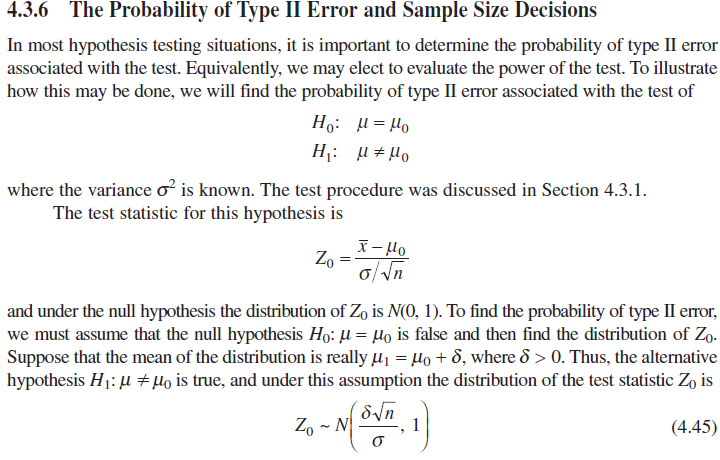 4.3.6 The Probability of Type II Error and Sample Size Decisions
In most hypothesis testing situations, it is important to determine the probability of type II error
associated with the test. Equivalently, we may elect to evaluate the power of the test. To illustrate
how this may be done, we will find the probability of type II error associated with the test of
H₀: μ = μ₀
H₁: μ ≠ μ₀
where the variance σ² is known. The test procedure was discussed in Section 4.3.1.
The test statistic for this hypothesis is
Z₀ = (x̄ − μ₀) / (σ/√n)
and under the null hypothesis the distribution of Z₀ is N(0, 1). To find the probability of type II error,
we must assume that the null hypothesis H₀: μ = μ₀ is false and then find the distribution of Z₀.
Suppose that the mean of the distribution is really μ₁ = μ₀ + δ, where δ > 0. Thus, the alternative
hypothesis H₁: μ ≠ μ₀ is true, and under this assumption the distribution of the test statistic Z₀ is
Z₀ ~ N(δ√n / σ, 1) (4.45)